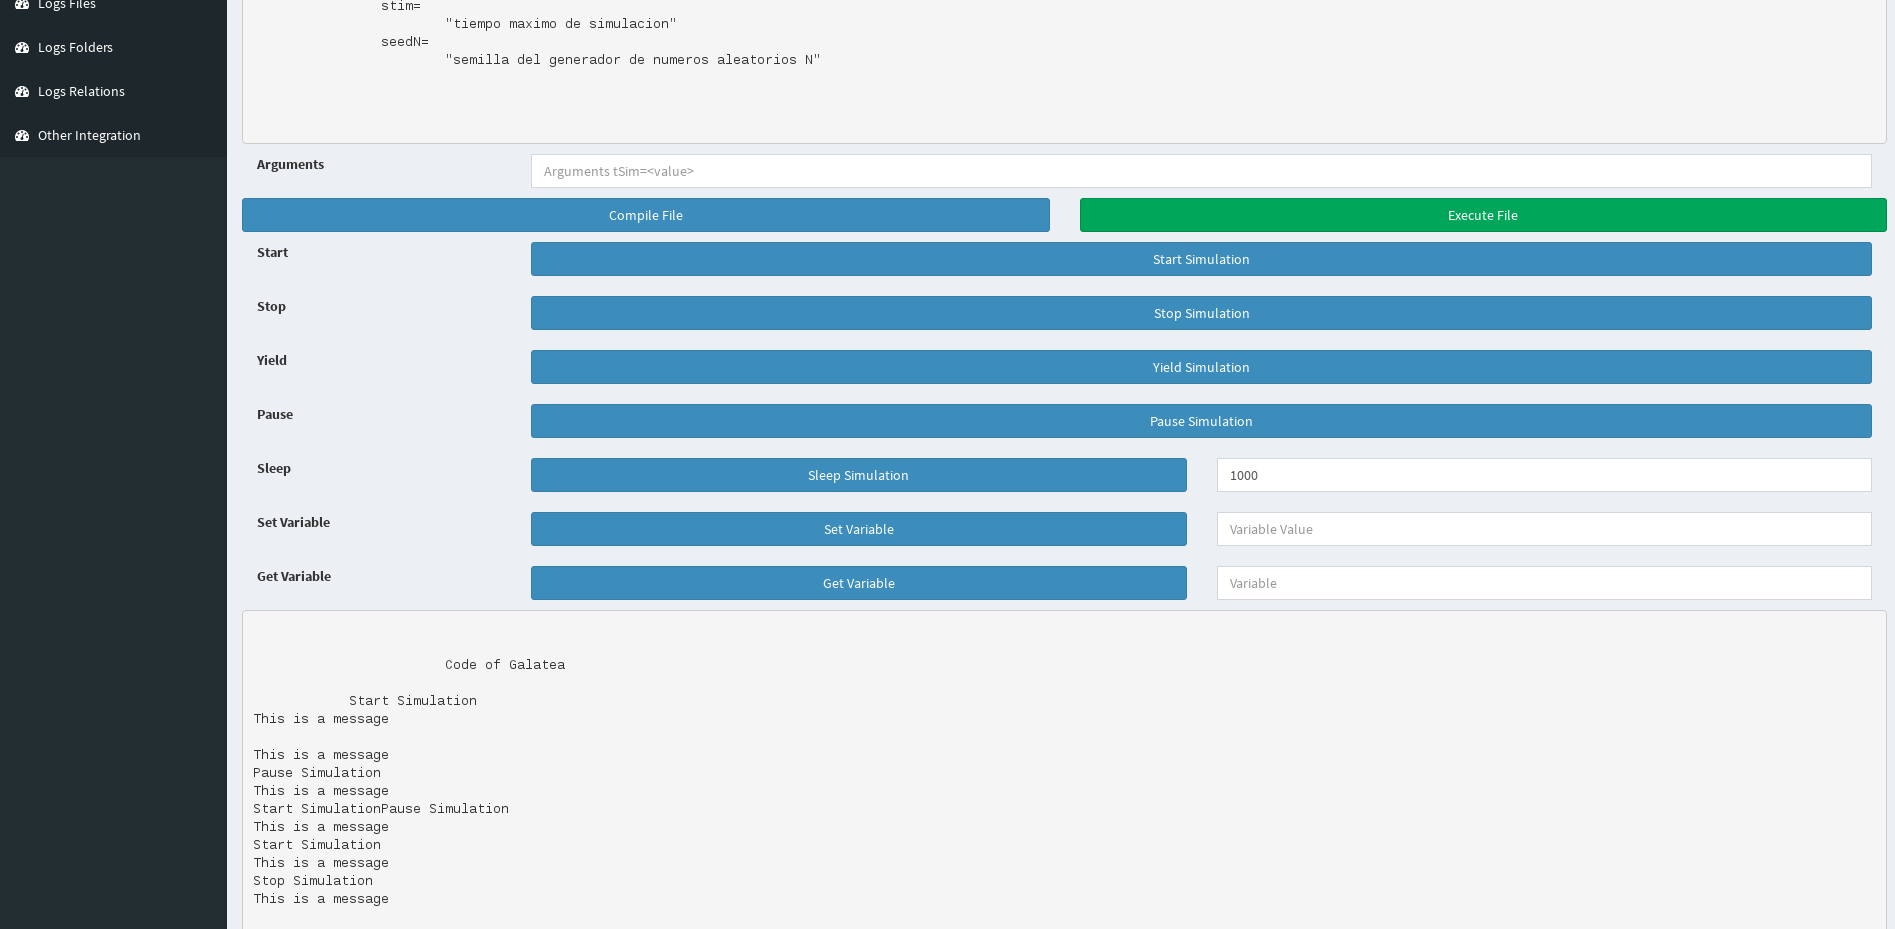 Logs Files
Logs Folders
Logs Relations
Other Integration
stim=
"tiempo maximo de simulacion"
seedN=
"semilla del generador de numeros aleatorios N"
Arguments
Arguments tSim=<value>
Compile File
Execute File
Start
Start Simulation
Stop
Stop Simulation
Yield
Yield Simulation
Pause
Pause Simulation
Sleep
Sleep Simulation
1000
Set Variable
Set Variable
Variable Value
Get Variable
Get Variable
Variable
Code of Galatea
Start Simulation
This is a message
This is a message
Pause Simulation
This is a message
Start SimulationPause Simulation
This is a message
Start Simulation
This is a message
Stop Simulation
This is a message